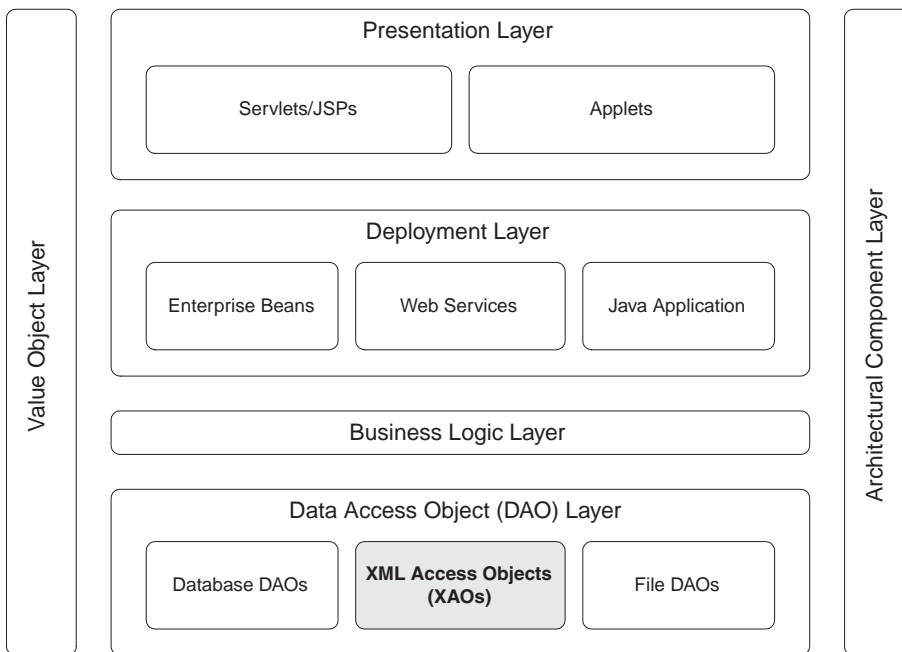 Presentation Layer
Servlets/JSPs
Applets
Deployment Layer
Enterprise Beans
Web Services
Java Application
Business Logic Layer
Data Access Object (DAO) Layer
Database DAOs
XML Access Objects
(XAOs)
File DAOs
Value Object Layer
Architectural Component Layer